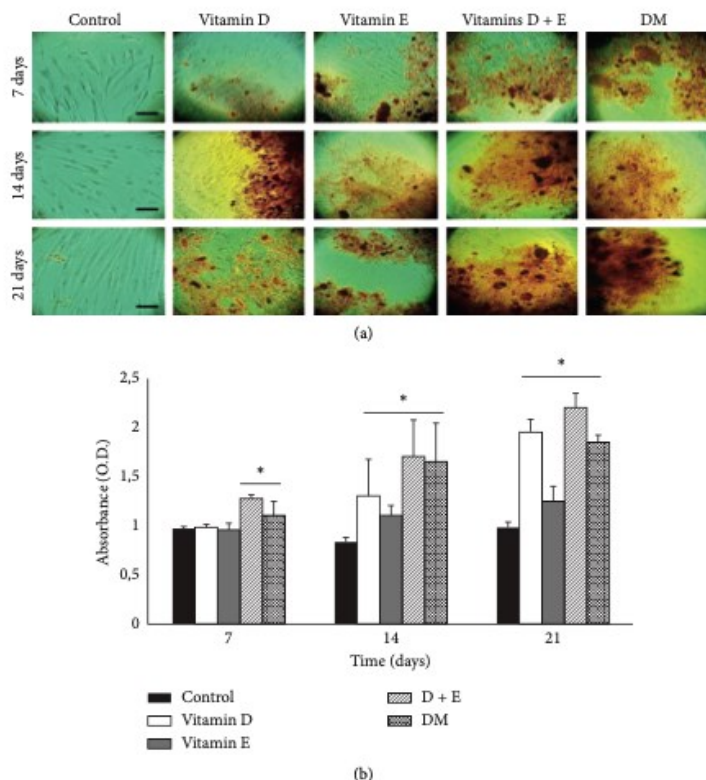 Control Vitamin D Vitamin E Vitamins D + E DM
7 days
14 days
21 days
(a)
2,5
2
1,5
1
0,5
0
Absorbance (O.D.)
*
*
*
7 14 21
Time (days)
Control
Vitamin D
Vitamin E
D + E
DM
(b)